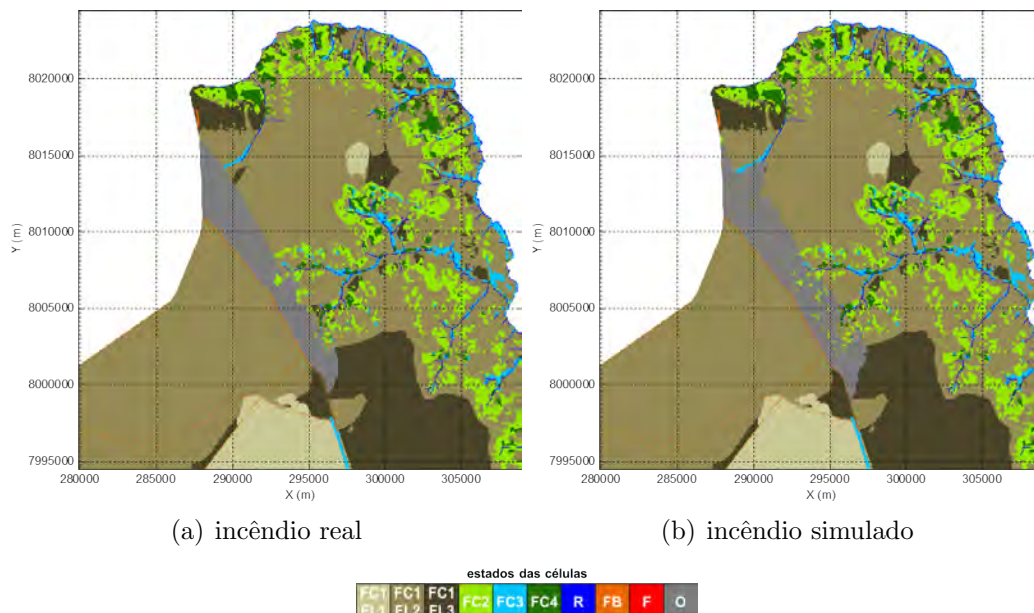 8020000
8015000
8010000
8005000
8000000
7995000
Y (m)
280000 285000 290000 295000 300000 305000
X (m)
8020000
8015000
8010000
8005000
8000000
7995000
Y (m)
280000 285000 290000 295000 300000 305000
X (m)
(a) incêndio real
(b) incêndio simulado
estados das células
FC1 FC1 FC1 FC2 FC3 FC4 R FB F O
FL1 FL2 FL3